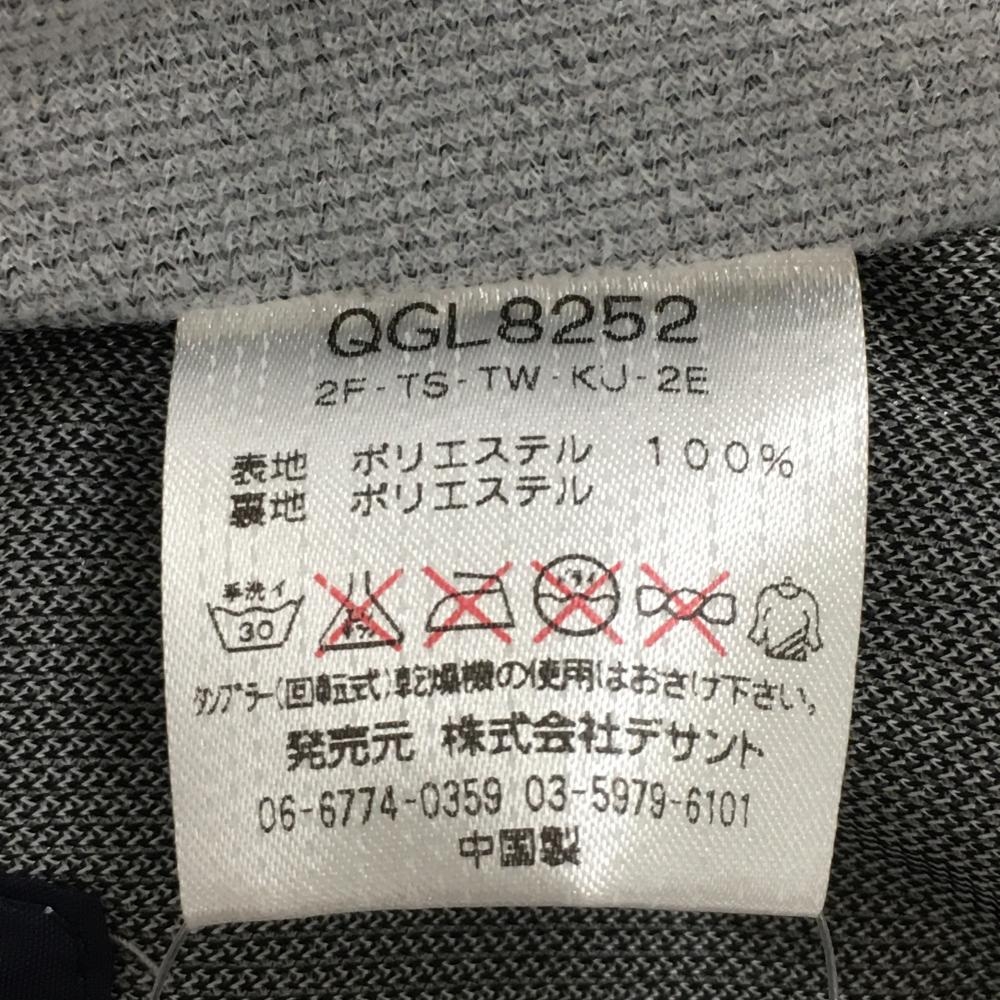 QGL8252
2F-TS-TW-KJ-2E
表地 ポリエステル 100%
裏地 ポリエステル
手洗イ
30
タンブラー(回転式)乾燥機の使用はおさけ下さい。
発売元 株式会社デサント
06-6774-0359 03-5979-6101
中国製